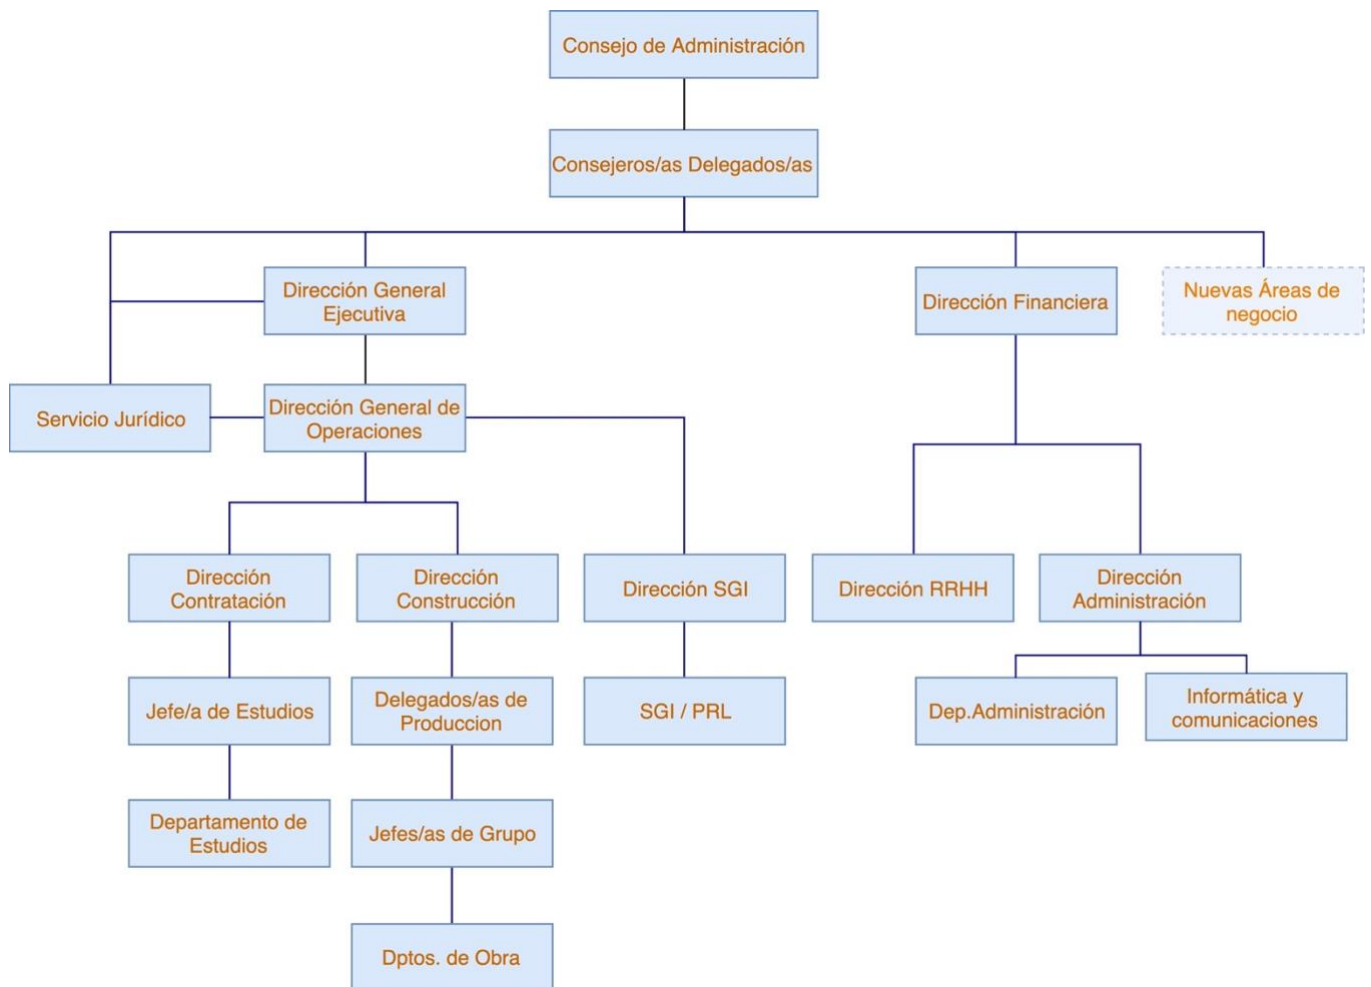 Consejo de Administración
Consejeros/as Delegados/as
Dirección General
Ejecutiva
Dirección Financiera
Nuevas Áreas de
negocio
Servicio Jurídico
Dirección General de
Operaciones
Dirección
Contratación
Dirección
Construcción
Dirección SGI
Dirección RRHH
Dirección
Administración
Jefe/a de Estudios
Delegados/as de
Produccion
SGI / PRL
Dep.Administración
Informática y
comunicaciones
Departamento de
Estudios
Jefes/as de Grupo
Dptos. de Obra